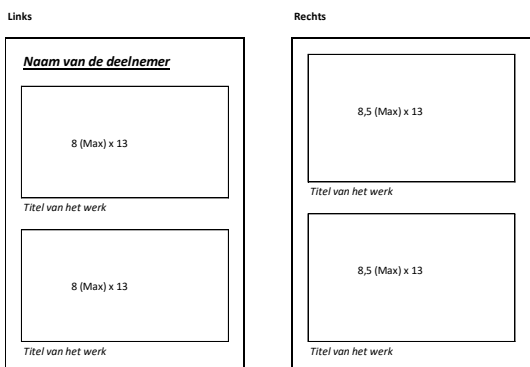 Links
Naam van de deelnemer
8 (Max) x 13
Titel van het werk
8 (Max) x 13
Titel van het werk
Rechts
8,5 (Max) x 13
Titel van het werk
8,5 (Max) x 13
Titel van het werk